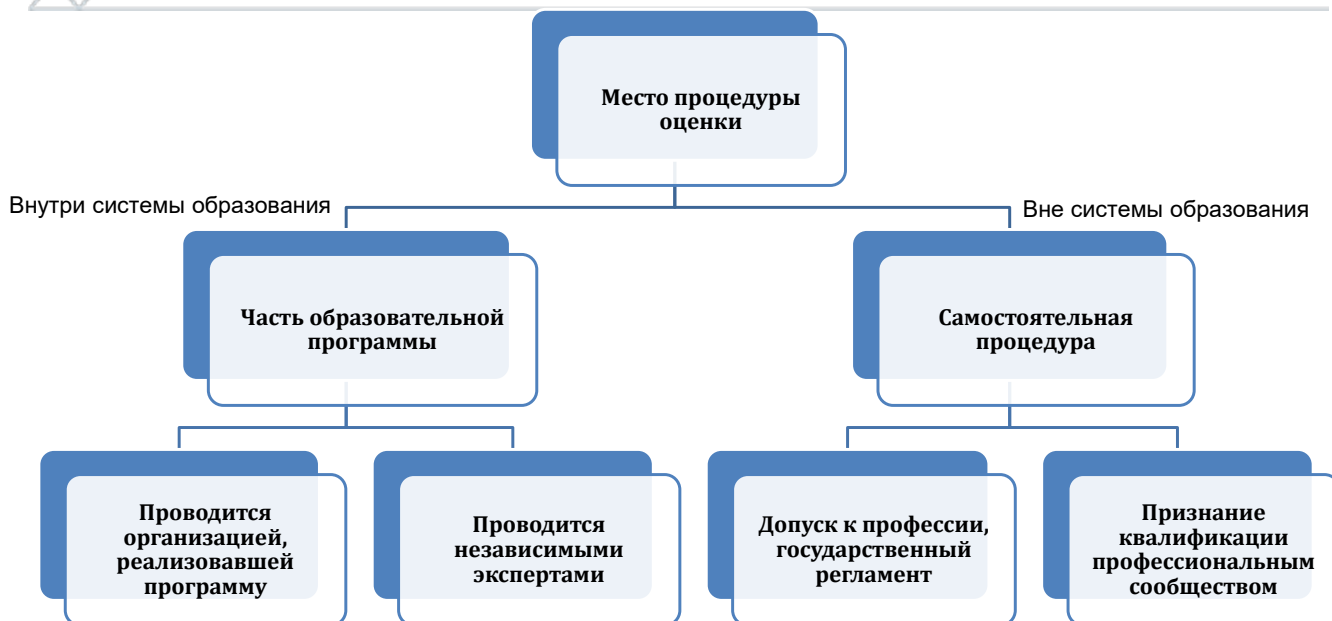 Место процедуры
оценки
Внутри системы образования
Вне системы образования
Часть образовательной
программы
Самостоятельная
процедура
Проводится
организацией,
реализовавшей
программу
Проводится
независимыми
экспертами
Допуск к профессии,
государственный
регламент
Признание
квалификации
профессиональным
сообществом